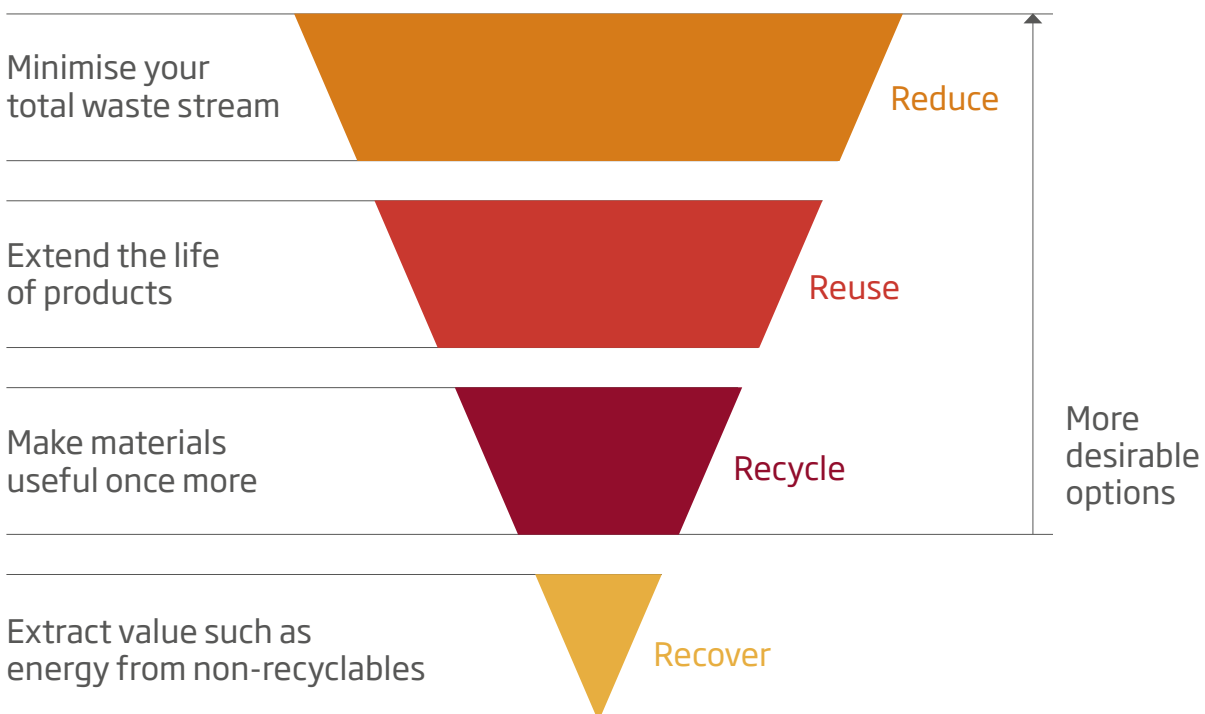 Minimise your
total waste stream
Reduce
Extend the life
of products
Reuse
Make materials
useful once more
Recycle
More
desirable
options
Extract value such as
energy from non-recyclables
Recover